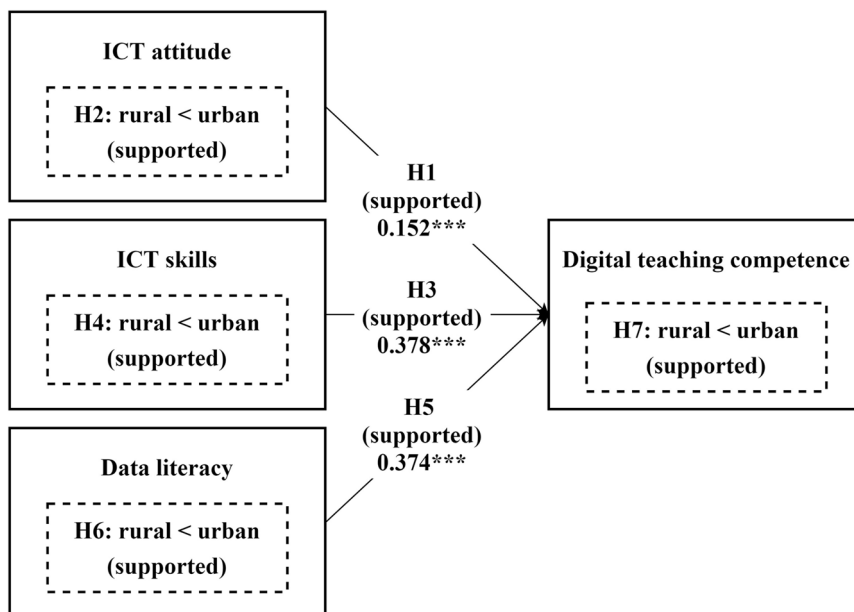 ICT attitude
H2: rural < urban
(supported)
H1
(supported)
0.152***
ICT skills
H4: rural < urban
(supported)
H3
(supported)
0.378***
Digital teaching competence
H7: rural < urban
(supported)
H5
(supported)
0.374***
Data literacy
H6: rural < urban
(supported)